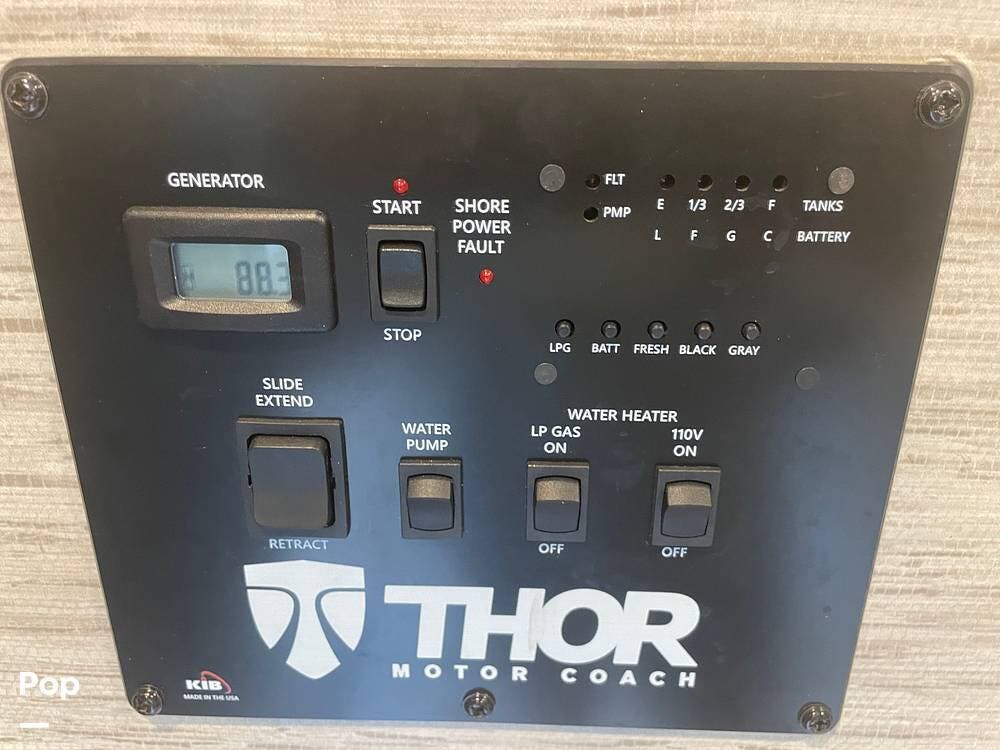 GENERATOR
88.3
START
STOP
SHORE
POWER
FAULT
FLT
PMP
E 1/3 2/3 F TANKS
L F G C BATTERY
LPG BATT FRESH BLACK GRAY
SLIDE
EXTEND
RETRACT
WATER
PUMP
WATER HEATER
LP GAS
ON
OFF
110V
ON
OFF
THOR
MOTOR COACH
KIB
MADE IN THE USA
Pop